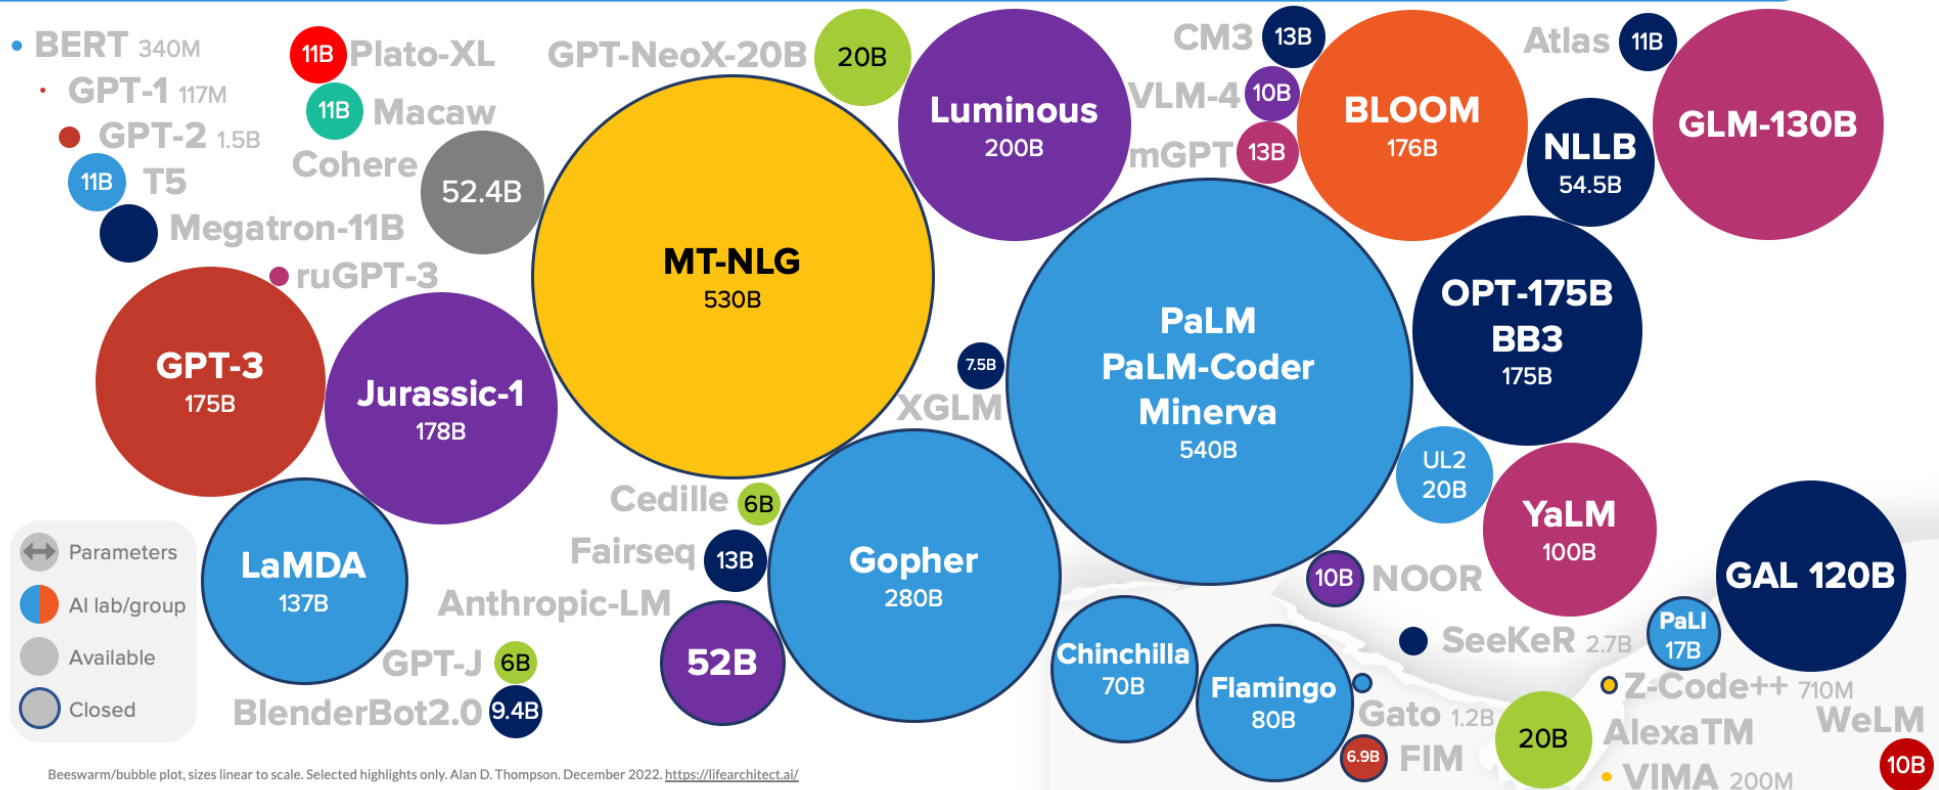 BERT 340M
GPT-1 117M
GPT-2 1.5B
11B T5
Megatron-11B
ruGPT-3
11B Plato-XL
11B Macaw
Cohere
52.4B
GPT-NeoX-20B 20B
MT-NLG
530B
Luminous
200B
CM3 13B
VLM-4 10B
mGPT 13B
BLOOM
176B
Atlas 11B
NLLB
54.5B
GLM-130B
GPT-3
175B
Jurassic-1
178B
7.5B
XGLM
PaLM
PaLM-Coder
Minerva
540B
OPT-175B
BB3
175B
UL2
20B
YaLM
100B
GAL 120B
LaMDA
137B
Cedille 6B
Fairseq 13B
Anthropic-LM
52B
GPT-J 6B
BlenderBot2.0 9.4B
Gopher
280B
10B NOOR
Chinchilla
70B
Flamingo
80B
SeeKeR 2.7B
PaLI
17B
Gato 1.2B
6.9B FIM
Z-Code++ 710M
20B AlexaTM
VIMA 200M
WeLM
10B
Parameters
AI lab/group
Available
Closed
Beeswarm/bubble plot, sizes linear to scale. Selected highlights only. Alan D. Thompson. December 2022. https://lifearchitect.ai/